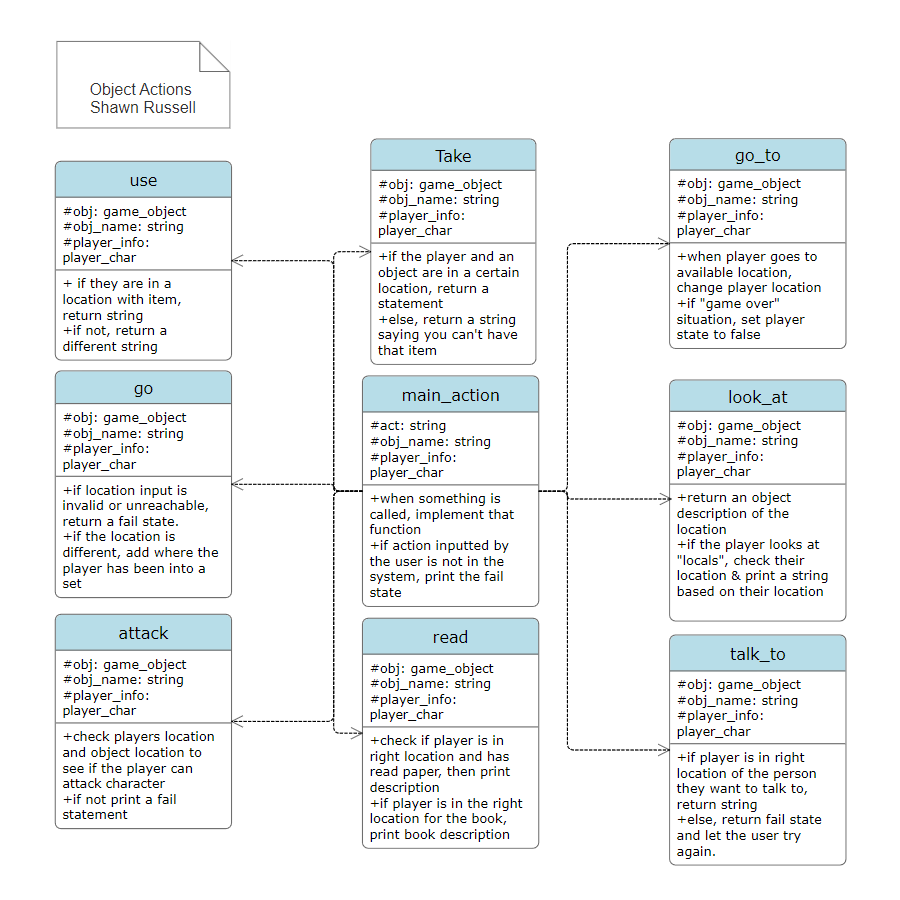 Object Actions
Shawn Russell
use
#obj: game_object
#obj_name: string
#player_info:
player_char
+ if they are in a
location with item,
return string
+if not, return a
different string
Take
#obj: game_object
#obj_name: string
#player_info:
player_char
+if the player and an
object are in a certain
location, return a
statement
+else, return a string
saying you can't have
that item
go_to
#obj: game_object
#obj_name: string
#player_info:
player_char
+when player goes to
available location,
change player location
+if "game over"
situation, set player
state to false
go
#obj: game_object
#obj_name: string
#player_info:
player_char
+if location input is
invalid or unreachable,
return a fail state.
+if the location is
different, add where the
player has been into a
set
main_action
#act: string
#obj_name: string
#player_info:
player_char
+when something is
called, implement that
function
+if action inputted by
the user is not in the
system, print the fail
state
look_at
#obj: game_object
#obj_name: string
#player_info:
player_char
+return an object
description of the
location
+if the player looks at
"locals", check their
location & print a string
based on their location
attack
#obj: game_object
#obj_name: string
#player_info:
player_char
+check players location
and object location to
see if the player can
attack character
+if not print a fail
statement
read
#obj: game_object
#obj_name: string
#player_info:
player_char
+check if player is in
right location and has
read paper, then print
description
+if player is in the right
location for the book,
print book description
talk_to
#obj: game_object
#obj_name: string
#player_info:
player_char
+if player is in right
location of the person
they want to talk to,
return string
+else, return fail state
and let the user try
again.